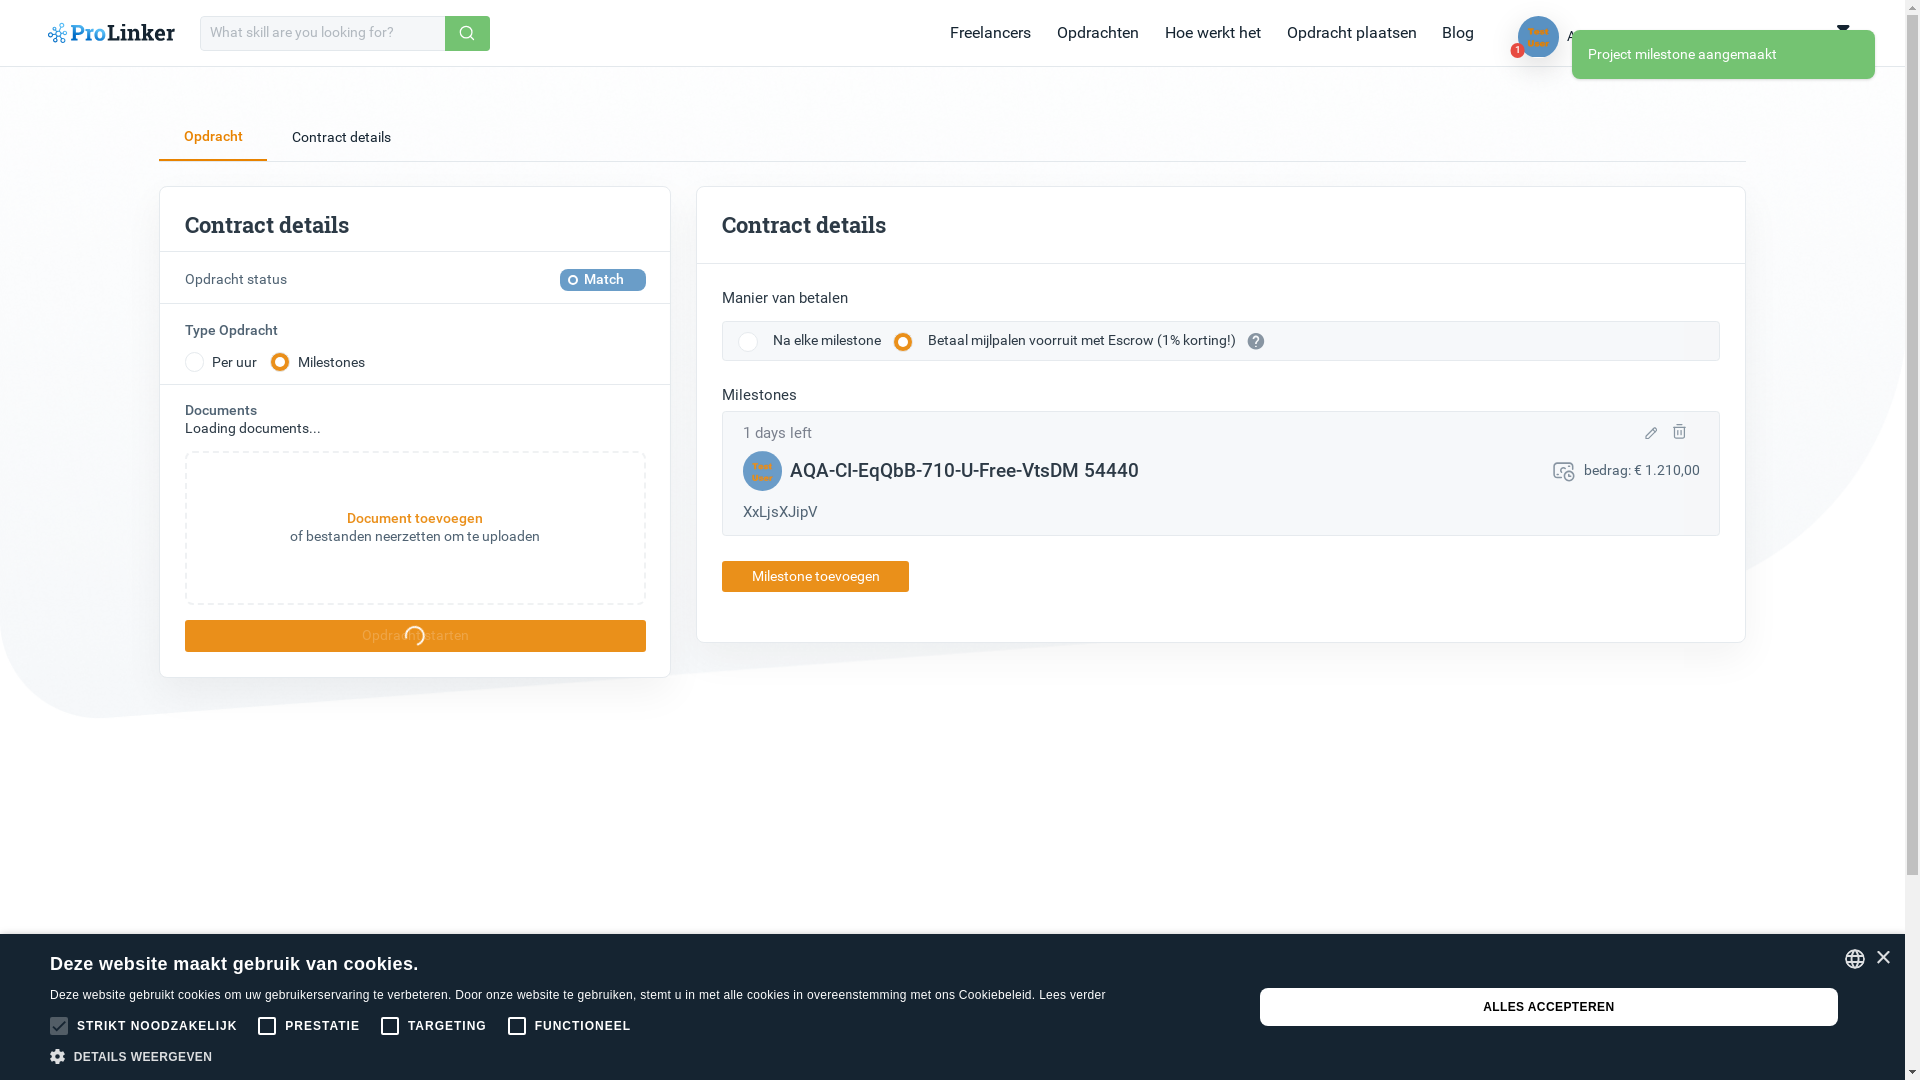 ProLinker
What skill are you looking for?
Freelancers
Opdrachten
Hoe werkt het
Opdracht plaatsen
Blog
1
Project milestone aangemaakt
Opdracht
Contract details
Contract details
Opdracht status
Match
Type Opdracht
Per uur
Milestones
Documents
Loading documents...
Document toevoegen
of bestanden neerzetten om te uploaden
Opdracht starten
Contract details
Manier van betalen
Na elke milestone
Betaal mijlpalen voorruit met Escrow (1% korting!)
Milestones
1 days left
Test User
AQA-CI-EqQbB-710-U-Free-VtsDM 54440
bedrag: € 1.210,00
XxLjsXJipV
Milestone toevoegen
Deze website maakt gebruik van cookies.
Deze website gebruikt cookies om uw gebruikerservaring te verbeteren. Door onze website te gebruiken, stemt u in met alle cookies in overeenstemming met ons Cookiebeleid. Lees verder
STRIKT NOODZAKELIJK
PRESTATIE
TARGETING
FUNCTIONEEL
DETAILS WEERGEVEN
ALLES ACCEPTEREN